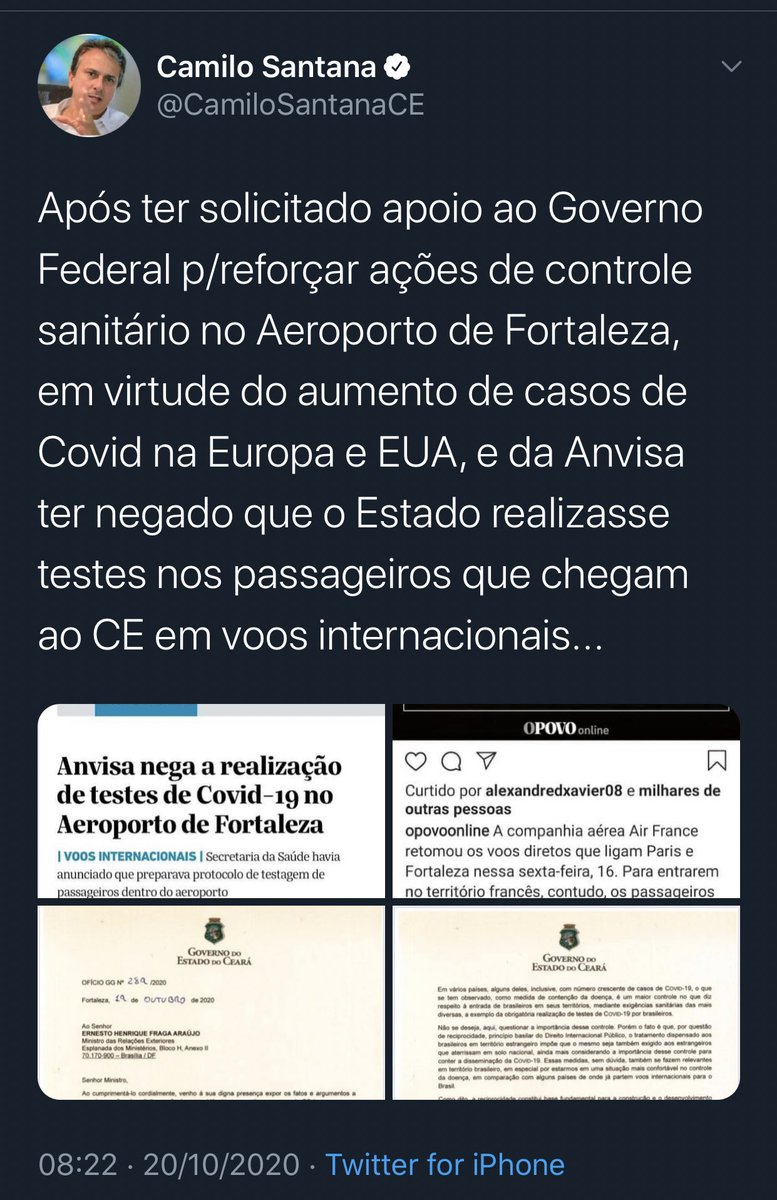 Camilo Santana
@CamiloSantanaCE
Após ter solicitado apoio ao Governo
Federal p/reforçar ações de controle
sanitário no Aeroporto de Fortaleza,
em virtude do aumento de casos de
Covid na Europa e EUA, e da Anvisa
ter negado que o Estado realizasse
testes nos passageiros que chegam
ao CE em voos internacionais...
Anvisa nega a realização
de testes de Covid-19 no
Aeroporto de Fortaleza
| VOOS INTERNACIONAIS | Secretaria da Saúde havia
anunciado que preparava protocolo de testagem de
passageiros dentro do aeroporto
OPOVO online
Curtido por alexandredxavier08 e milhares de
outras pessoas
opovoonline A companhia aérea Air France
retomou os voos diretos que ligam Paris e
Fortaleza nessa sexta-feira, 16. Para entrarem
no território francês, contudo, os passageiros
GOVERNO DO
ESTADO DO CEARÁ
OFÍCIO GG Nº 289 /2020
Fortaleza, 19 de OUTUBRO de 2020
Ao Senhor
ERNESTO HENRIQUE FRAGA ARAÚJO
Ministro das Relações Exteriores
Esplanada dos Ministérios, Bloco H, Anexo II
70.170-900 – Brasília / DF
Senhor Ministro,
Ao cumprimentá-lo cordialmente, venho à sua digna presença expor os fatos e argumentos a
GOVERNO DO
ESTADO DO CEARÁ
Em vários países, alguns deles, inclusive, com número crescente de casos de COVID-19, o que
se tem observado, como medida de contenção da doença, é um maior controle no que diz
respeito à entrada de brasileiros em seus territórios, mediante exigências sanitárias das mais
diversas, a exemplo da obrigatória realização de testes de COVID-19 por brasileiros.
Não se deseja, aqui, questionar a importância desse controle. Porém o fato é que, por questão
de reciprocidade, princípio basilar do Direito Internacional Público, o tratamento dispensado aos
brasileiros em território estrangeiro impõe que o mesmo seja também exigido aos estrangeiros
que aterrissam em solo nacional, ainda mais considerando a importância desse controle para
conter a disseminação da COVID-19. Essas medidas, sem dúvida, também se fazem relevantes
em território brasileiro, em especial por estarmos em uma situação mais confortável no controle
da doença, em comparação com alguns países de onde já partem voos internacionais para o
Brasil.
Como dito, a reciprocidade constitui base fundamental para a construção e o desenvolvimento
08:22 · 20/10/2020 · Twitter for iPhone